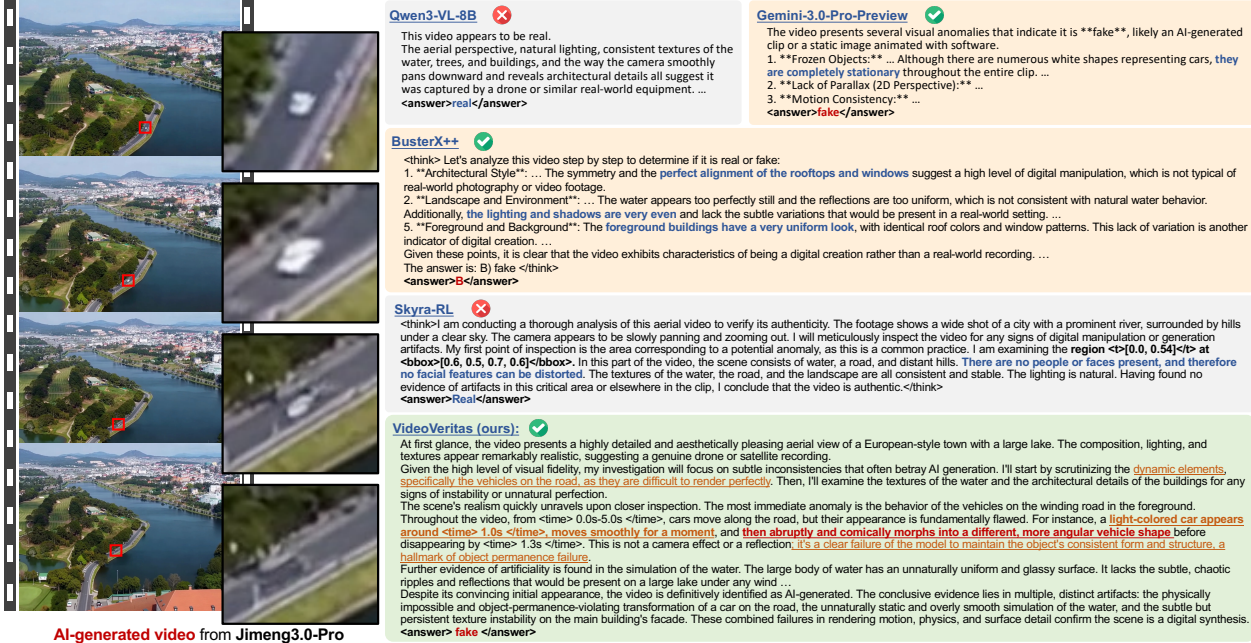 Qwen3-VL-8B
This video appears to be real.
The aerial perspective, natural lighting, consistent textures of the
water, trees, and buildings, and the way the camera smoothly
pans downward and reveals architectural details all suggest it
was captured by a drone or similar real-world equipment. ...
<answer>real</answer>
Gemini-3.0-Pro-Preview
The video presents several visual anomalies that indicate it is **fake**, likely an AI-generated
clip or a static image animated with software.
1. **Frozen Objects:** ... Although there are numerous white shapes representing cars, they
are completely stationary throughout the entire clip. ...
2. **Lack of Parallax (2D Perspective):** ...
3. **Motion Consistency:** ...
<answer>fake</answer>
BusterX++
<think> Let's analyze this video step by step to determine if it is real or fake:
1. **Architectural Style**: ... The symmetry and the perfect alignment of the rooftops and windows suggest a high level of digital manipulation, which is not typical of
real-world photography or video footage.
2. **Landscape and Environment**: ... The water appears too perfectly still and the reflections are too uniform, which is not consistent with natural water behavior.
Additionally, the lighting and shadows are very even and lack the subtle variations that would be present in a real-world setting. ...
5. **Foreground and Background**: The foreground buildings have a very uniform look, with identical roof colors and window patterns. This lack of variation is another
indicator of digital creation. ...
Given these points, it is clear that the video exhibits characteristics of being a digital creation rather than a real-world recording. ...
The answer is: B) fake </think>
<answer>B</answer>
Skyra-RL
<think>I am conducting a thorough analysis of this aerial video to verify its authenticity. The footage shows a wide shot of a city with a prominent river, surrounded by hills
under a clear sky. The camera appears to be slowly panning and zooming out. I will meticulously inspect the video for any signs of digital manipulation or generation
artifacts. My first point of inspection is the area corresponding to a potential anomaly, as this is a common practice. I am examining the region <t>[0.0, 0.54]</t> at
<bbox>[0.6, 0.5, 0.7, 0.6]</bbox>. In this part of the video, the scene consists of water, a road, and distant hills. There are no people or faces present, and therefore
no facial features can be distorted. The textures of the water, the road, and the landscape are all consistent and stable. The lighting is natural. Having found no
evidence of artifacts in this critical area or elsewhere in the clip, I conclude that the video is authentic.</think>
<answer>Real</answer>
VideoVeritas (ours):
At first glance, the video presents a highly detailed and aesthetically pleasing aerial view of a European-style town with a large lake. The composition, lighting, and
textures appear remarkably realistic, suggesting a genuine drone or satellite recording.
Given the high level of visual fidelity, my investigation will focus on subtle inconsistencies that often betray AI generation. I'll start by scrutinizing the dynamic elements,
specifically the vehicles on the road, as they are difficult to render perfectly. Then, I'll examine the textures of the water and the architectural details of the buildings for any
signs of instability or unnatural perfection.
The scene's realism quickly unravels upon closer inspection. The most immediate anomaly is the behavior of the vehicles on the winding road in the foreground.
Throughout the video, from <time> 0.0s-5.0s </time>, cars move along the road, but their appearance is fundamentally flawed. For instance, a light-colored car appears
around <time> 1.0s </time>, moves smoothly for a moment, and then abruptly and comically morphs into a different, more angular vehicle shape before
disappearing by <time> 1.3s </time>. This is not a camera effect or a reflection; it's a clear failure of the model to maintain the object's consistent form and structure, a
hallmark of object permanence failure.
Further evidence of artificiality is found in the simulation of the water. The large body of water has an unnaturally uniform and glassy surface. It lacks the subtle, chaotic
ripples and reflections that would be present on a large lake under any wind ...
Despite its convincing initial appearance, the video is definitively identified as AI-generated. The conclusive evidence lies in multiple, distinct artifacts: the physically
impossible and object-permanence-violating transformation of a car on the road, the unnaturally static and overly smooth simulation of the water, and the subtle but
persistent texture instability on the main building's facade. These combined failures in rendering motion, physics, and surface detail confirm the scene is a digital synthesis.
<answer> fake </answer>
AI-generated video from Jimeng3.0-Pro